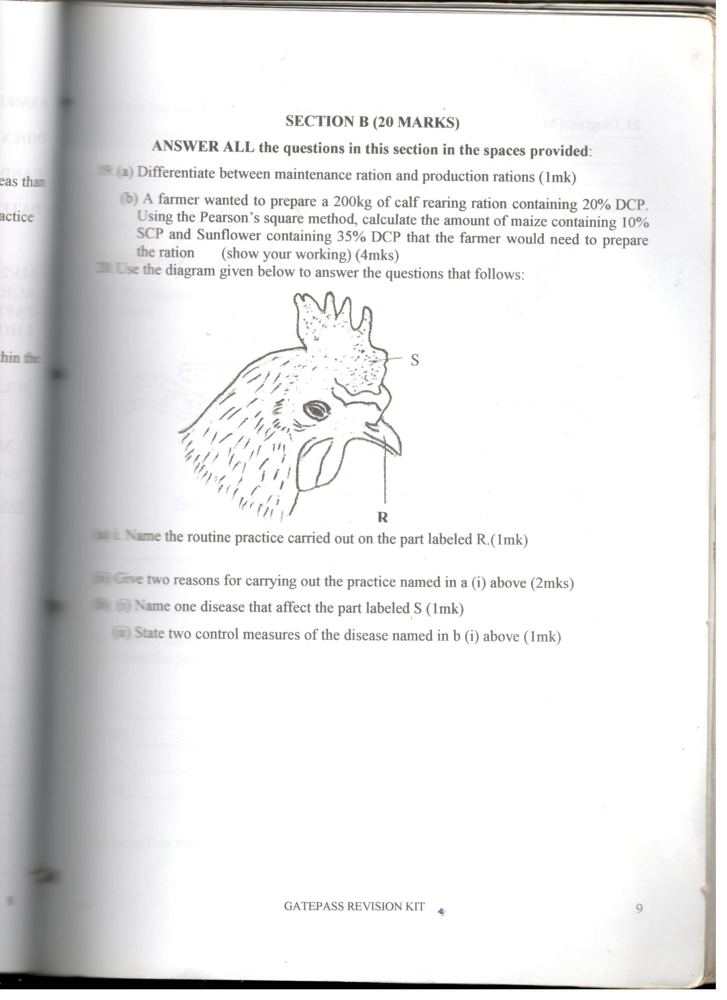 SECTION B (20 MARKS)
ANSWER ALL the questions in this section in the spaces provided:
19.(a) Differentiate between maintenance ration and production rations (1mk)
(b) A farmer wanted to prepare a 200kg of calf rearing ration containing 20% DCP.
eas than
Using the Pearson's square method, calculate the amount of maize containing 10%
actice
SCP and Sunflower containing 35% DCP that the farmer would need to prepare
the ration (show your working) (4mks)
20. Use the diagram given below to answer the questions that follows:
S
hin the
R
(a) i. Name the routine practice carried out on the part labeled R.(1mk)
(ii) Give two reasons for carrying out the practice named in a (i) above (2mks)
(b) (i) Name one disease that affect the part labeled S (1mk)
(ii) State two control measures of the disease named in b (i) above (1mk)
GATEPASS REVISION KIT
9